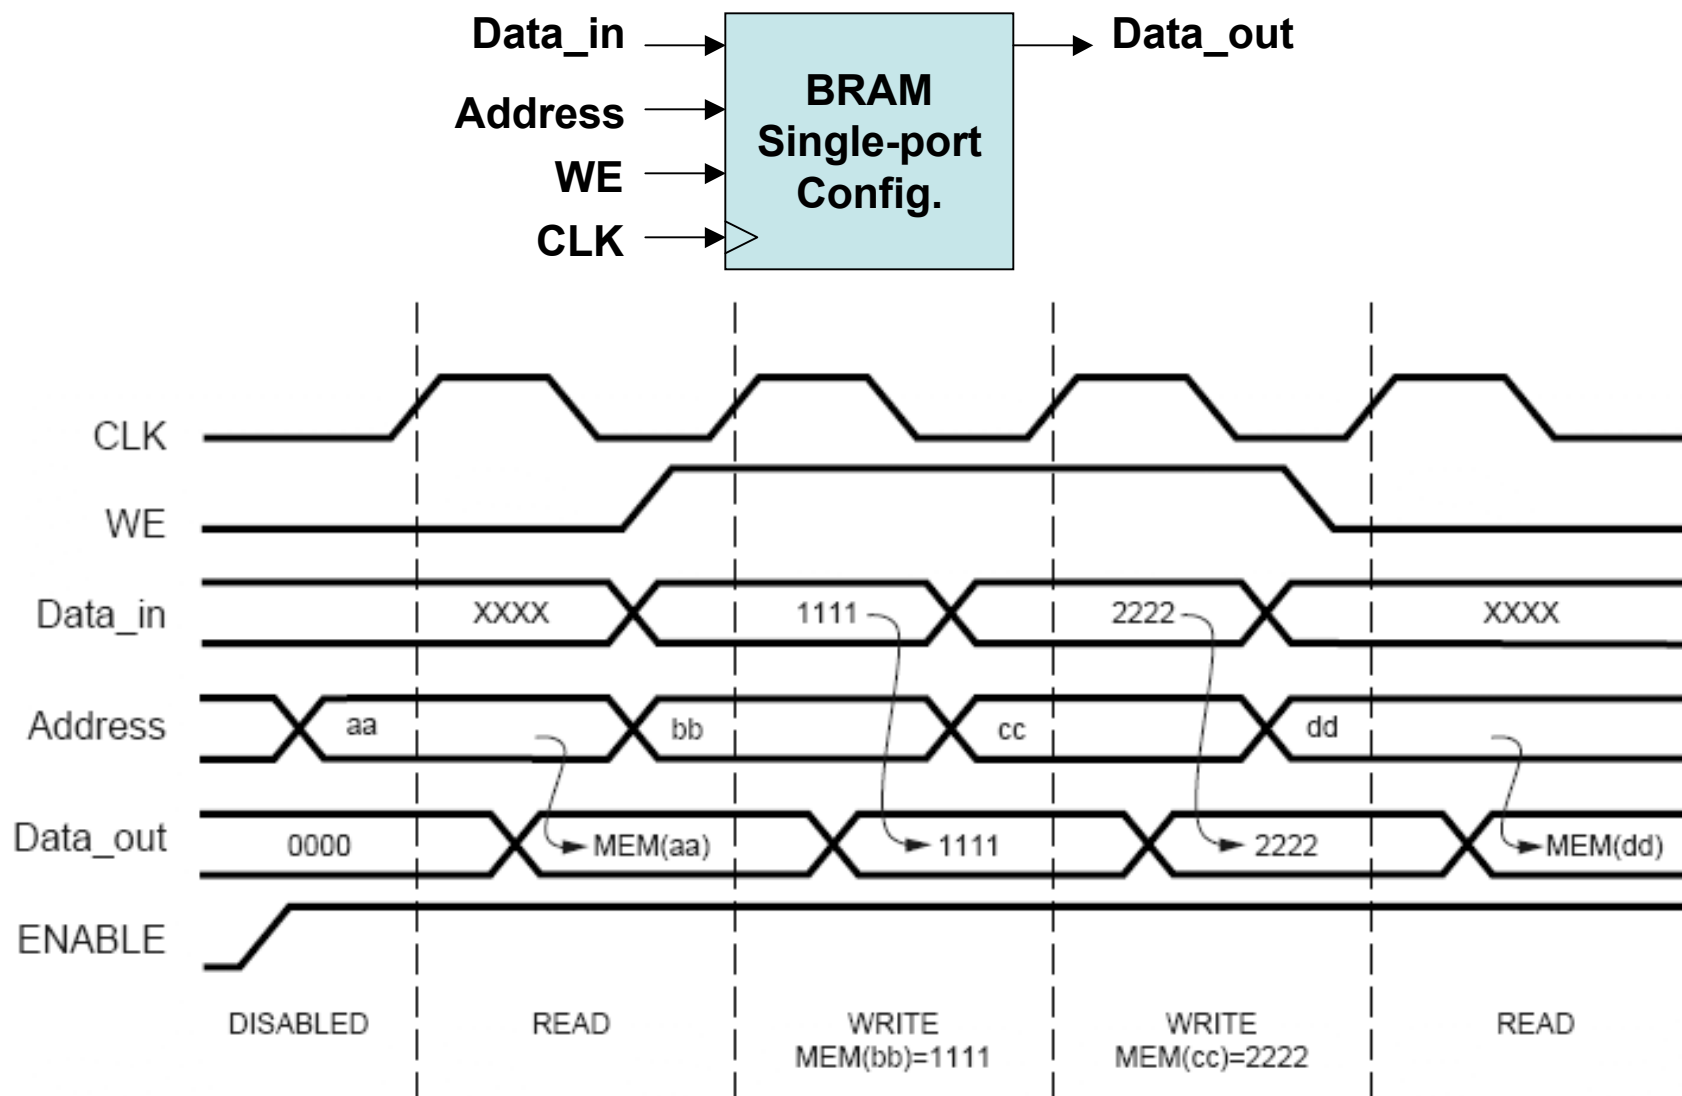 Data_in
Data_out
Address
WE
CLK
BRAM
Single-port
Config.
CLK
WE
Data_in
XXXX
1111
2222
XXXX
Address
aa
bb
cc
dd
Data_out
0000
MEM(aa)
1111
2222
MEM(dd)
ENABLE
DISABLED
READ
WRITE
MEM(bb)=1111
WRITE
MEM(cc)=2222
READ